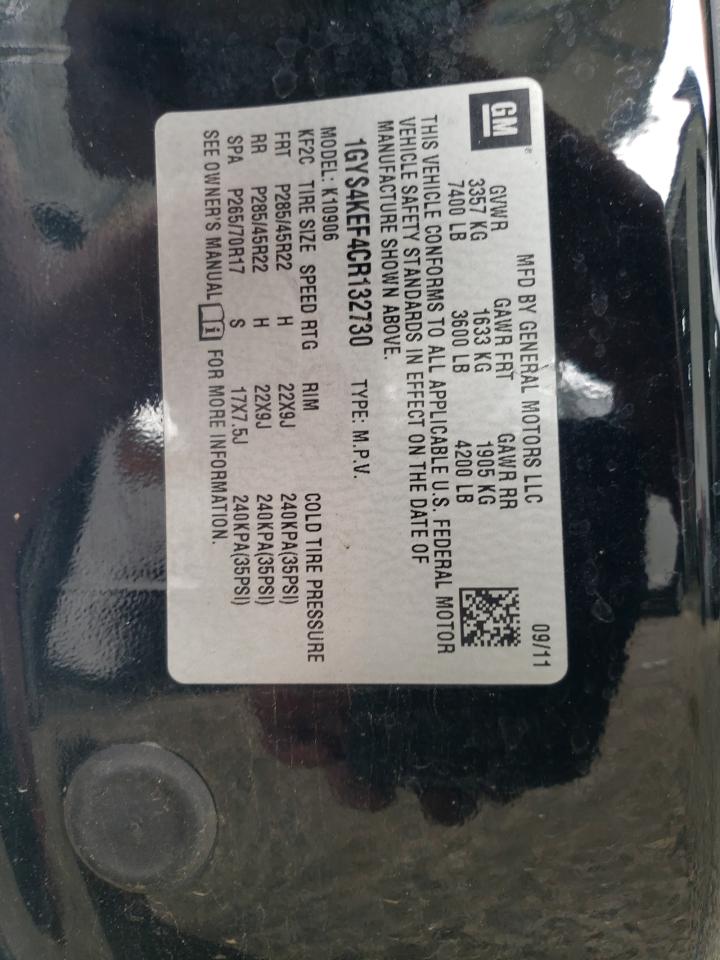 GM
MFD BY GENERAL MOTORS LLC 09/11
GVWR GAWR FRT GAWR RR
3357 KG 1633 KG 1905 KG
7400 LB 3600 LB 4200 LB
THIS VEHICLE CONFORMS TO ALL APPLICABLE U.S. FEDERAL MOTOR
VEHICLE SAFETY STANDARDS IN EFFECT ON THE DATE OF
MANUFACTURE SHOWN ABOVE.
1GYS4KEF4CR132730 TYPE: M.P.V.
MODEL: K10906
KF2C TIRE SIZE SPEED RTG RIM COLD TIRE PRESSURE
FRT P285/45R22 H 22X9J 240KPA(35PSI)
RR P285/45R22 H 22X9J 240KPA(35PSI)
SPA P265/70R17 S 17X7.5J 240KPA(35PSI)
SEE OWNER'S MANUAL i FOR MORE INFORMATION.